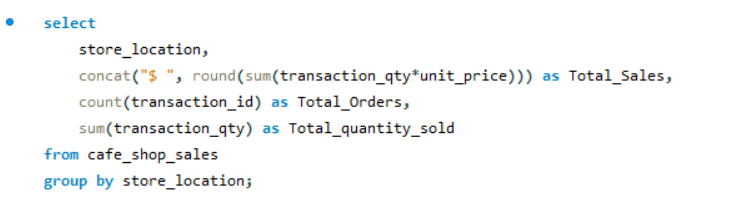 select
store_location,
concat("$ ", round(sum(transaction_qty*unit_price))) as Total_Sales,
count(transaction_id) as Total_Orders,
sum(transaction_qty) as Total_quantity_sold
from cafe_shop_sales
group by store_location;